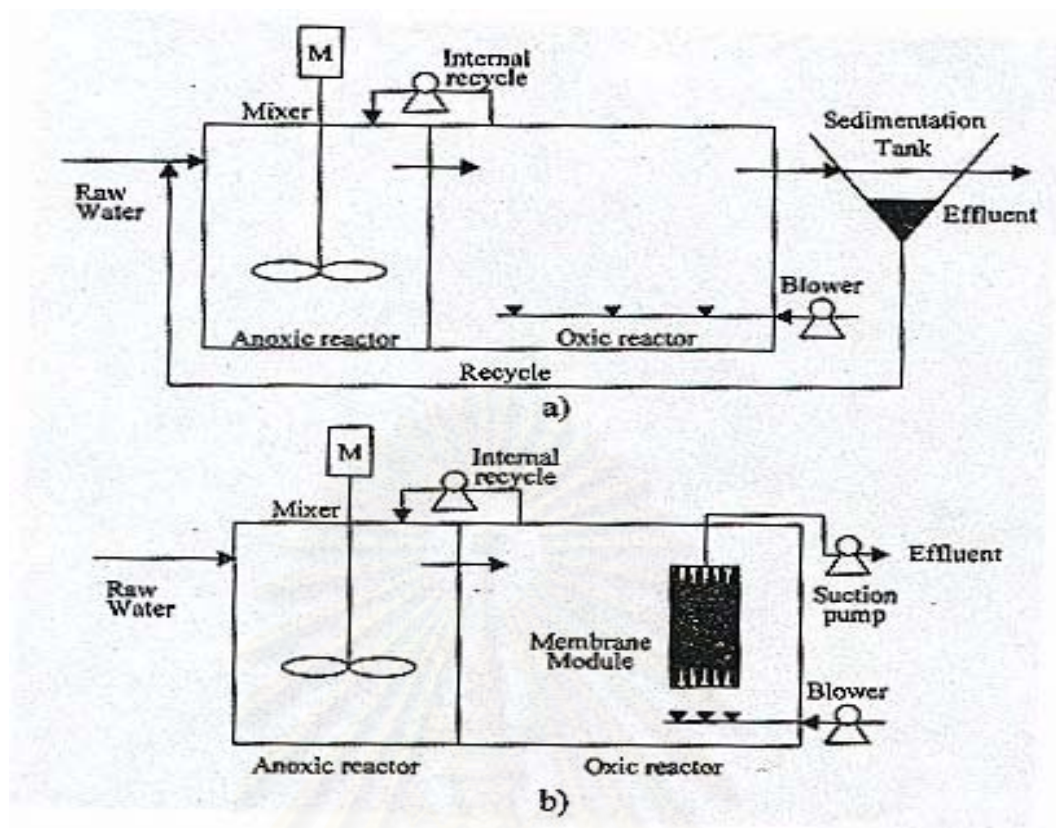 M
Internal
recycle
Mixer
Sedimentation
Tank
Raw
Water
Effluent
Blower
Anoxic reactor
Oxic reactor
Recycle
a)
M
Internal
recycle
Mixer
Effluent
Raw
Water
Suction
pump
Membrane
Module
Blower
Anoxic reactor
Oxic reactor
b)